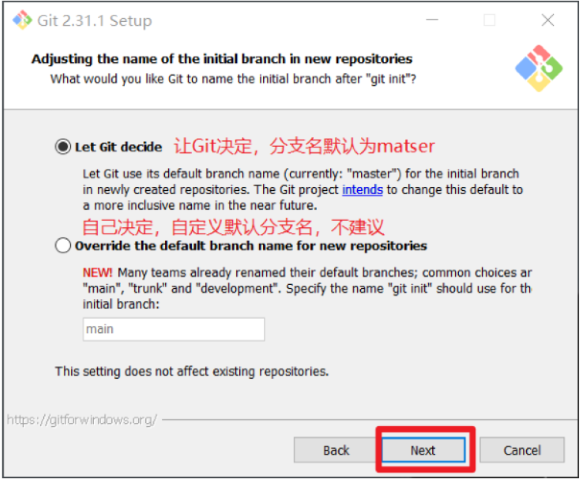 Git 2.31.1 Setup
Adjusting the name of the initial branch in new repositories
What would you like Git to name the initial branch after "git init"?
Let Git decide 让Git决定，分支名默认为matser
Let Git use its default branch name (currently: "master") for the initial branch
in newly created repositories. The Git project intends to change this default to
a more inclusive name in the near future.
自己决定，自定义默认分支名，不建议
Override the default branch name for new repositories
NEW! Many teams already renamed their default branches; common choices ar
"main", "trunk" and "development". Specify the name "git init" should use for th
initial branch:
main
This setting does not affect existing repositories.
https://gitforwindows.org/
Back Next Cancel